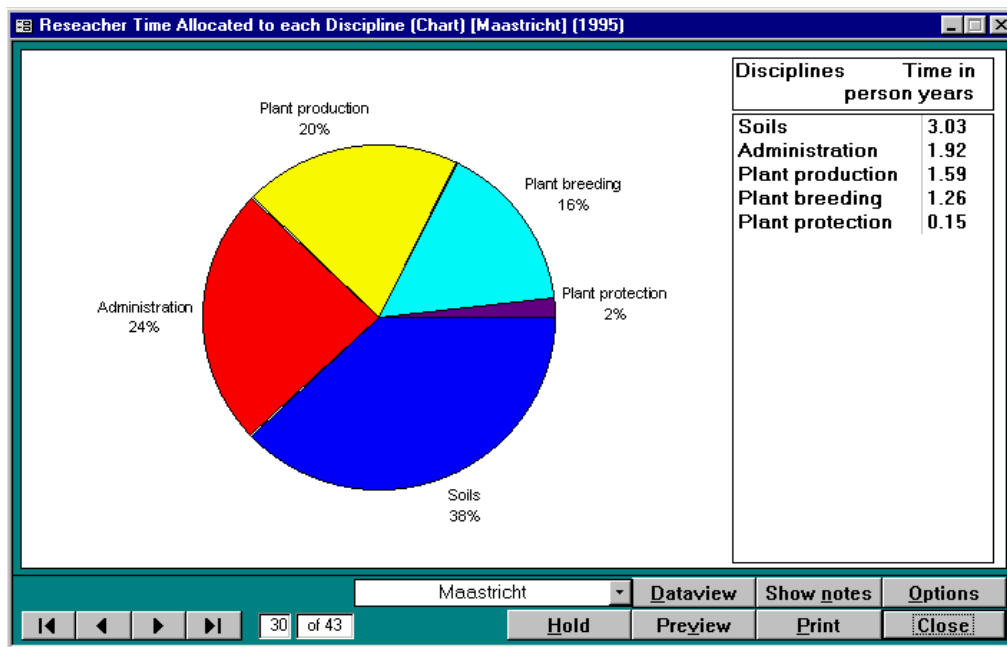 Reseacher Time Allocated to each Discipline (Chart) [Maastricht] (1995)
Plant production
20%
Plant breeding
16%
Plant protection
2%
Administration
24%
Soils
38%
Disciplines Time in
person years
Soils 3.03
Administration 1.92
Plant production 1.59
Plant breeding 1.26
Plant protection 0.15
Maastricht Dataview Show notes Options
30 of 43 Hold Preview Print Close